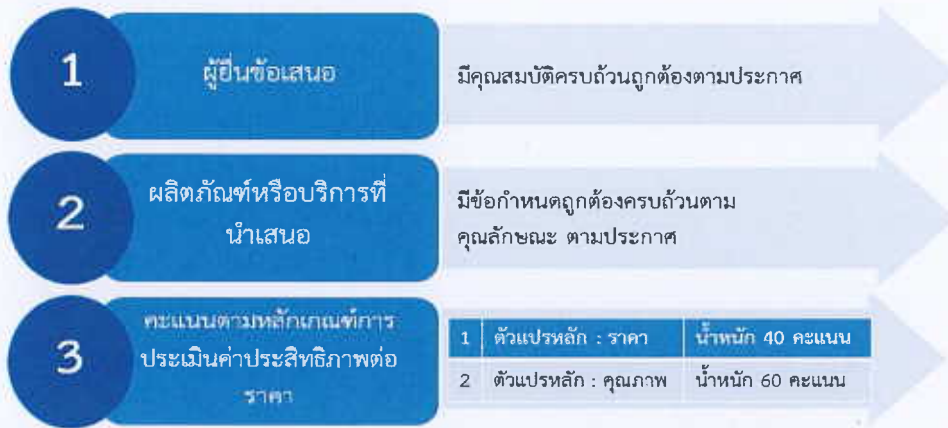 1
ผู้ยื่นข้อเสนอ
มีคุณสมบัติครบถ้วนถูกต้องตามประกาศ
2
ผลิตภัณฑ์หรือบริการที่
นำเสนอ
มีข้อกำหนดถูกต้องครบถ้วนตาม
คุณลักษณะ ตามประกาศ
3
คะแนนตามหลักเกณฑ์การ
ประเมินค่าประสิทธิภาพต่อ
ราคา
1 ตัวแปรหลัก : ราคา น้ำหนัก 40 คะแนน
2 ตัวแปรหลัก : คุณภาพ น้ำหนัก 60 คะแนน